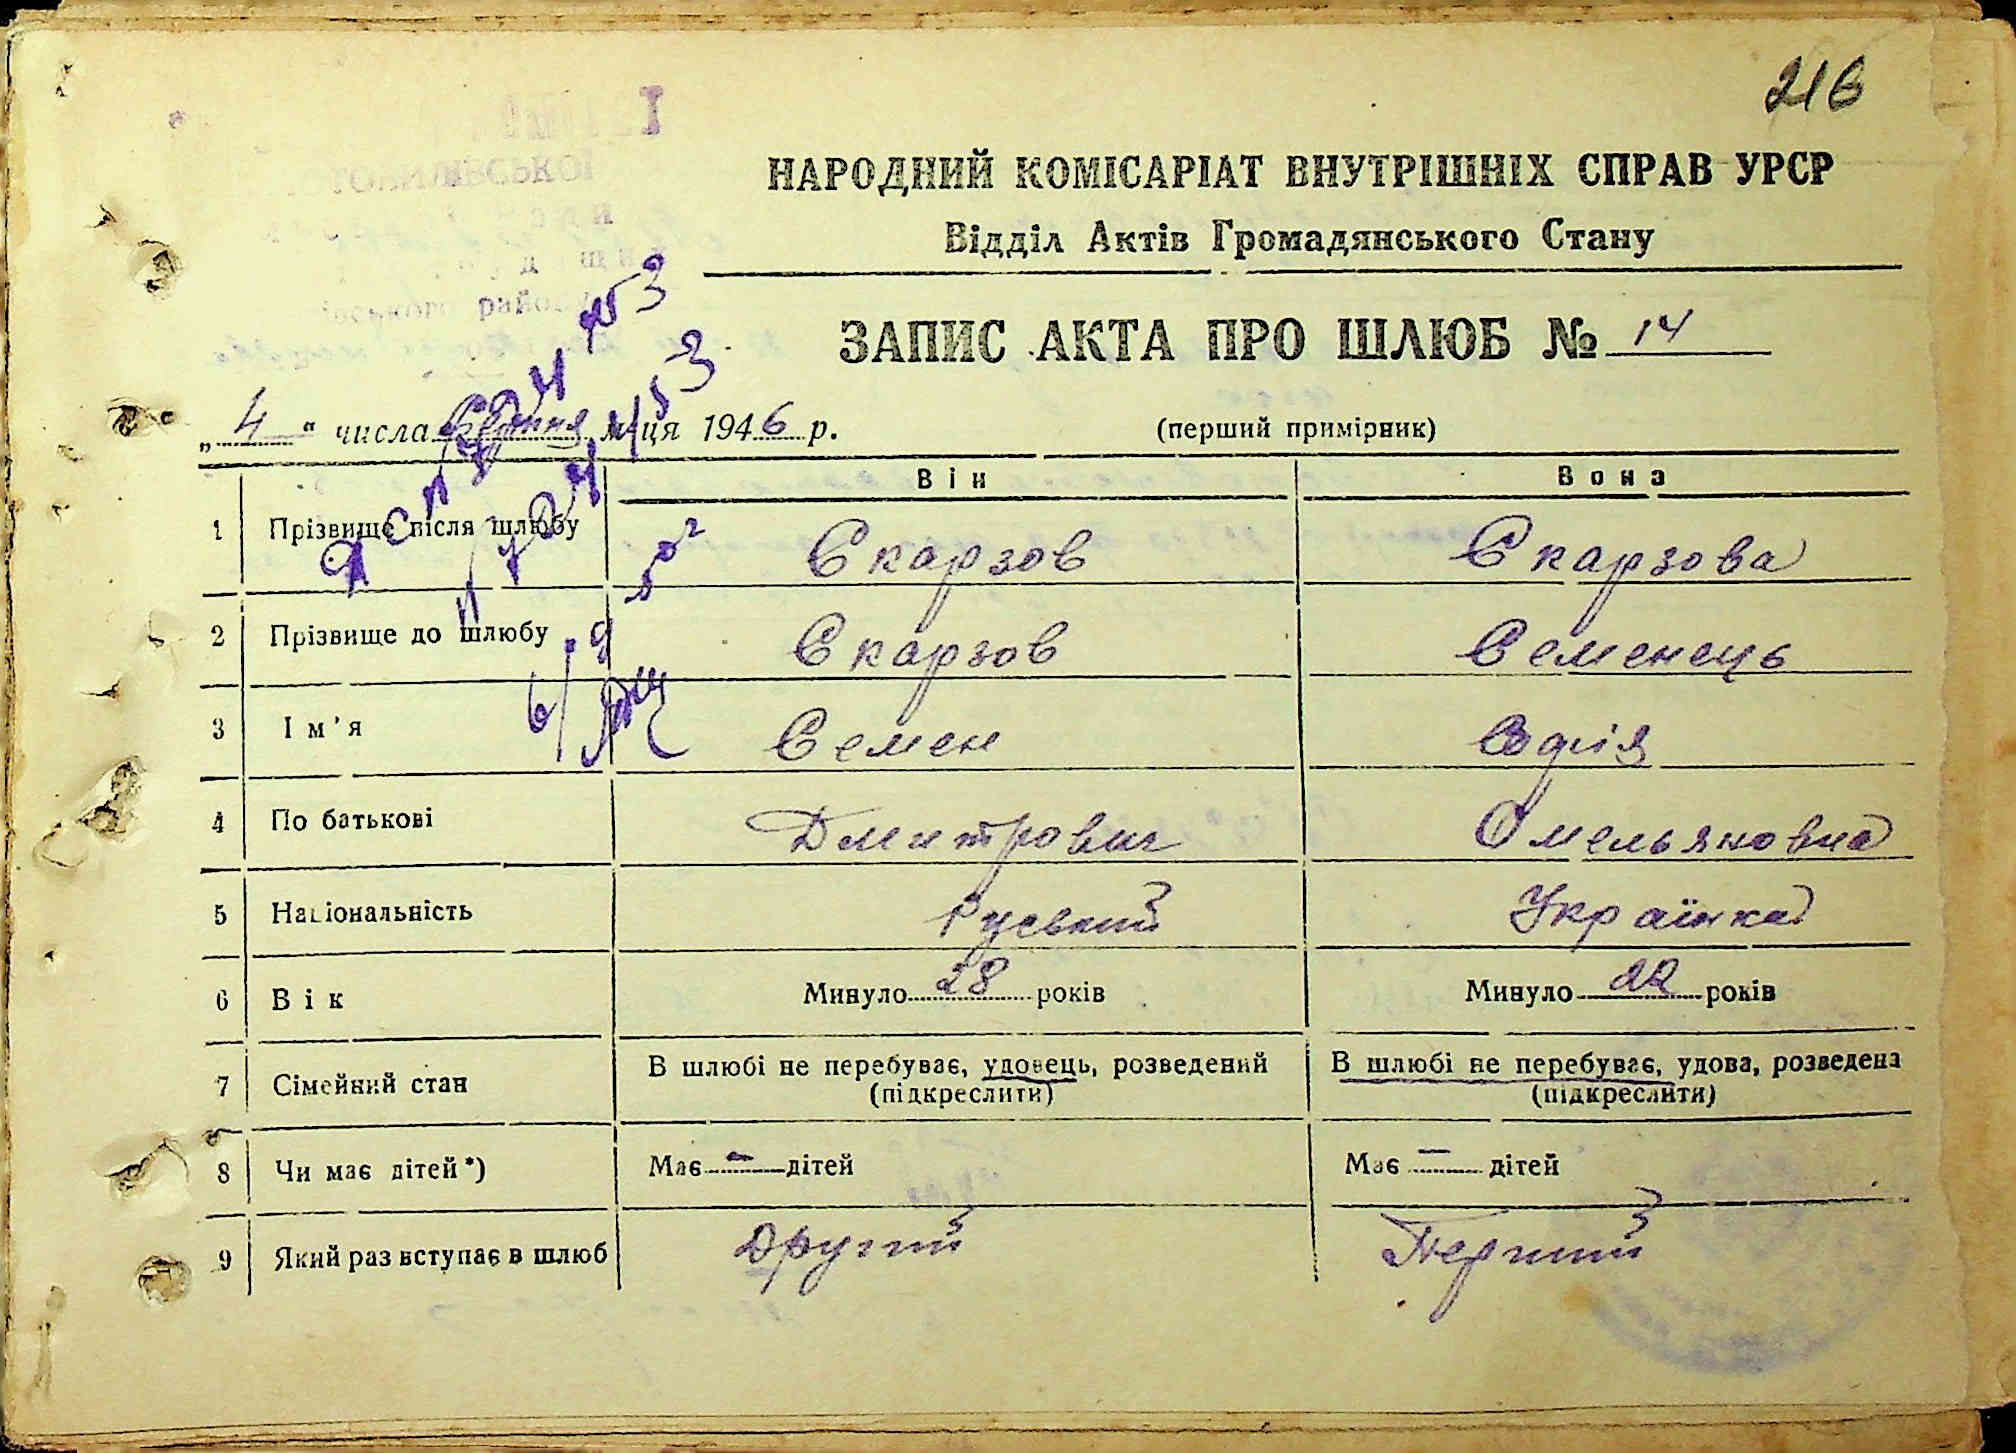 216
НАРОДНИЙ КОМІСАРІАТ ВНУТРІШНІХ СПРАВ УРСР
Відділ Актів Громадянського Стану
ЗАПИС АКТА ПРО ШЛЮБ № 14
„4“ числа м-ця 1946 р. (перший примірник)
Він Вона
1 Прізвище після шлюбу Скарзов Скарзова
2 Прізвище до шлюбу Скарзов Семенець
3 Ім'я Семен Софія
4 По батькові Дмитрович Омельяновна
5 Національність Руський Українка
6 Вік Минуло 28 років Минуло 22 років
7 Сімейний стан В шлюбі не перебуває, удовець, розведений (підкреслити) В шлюбі не перебуває, удова, розведена (підкреслити)
8 Чи має дітей*) Має – дітей Має – дітей
9 Який раз вступає в шлюб Другий Перший